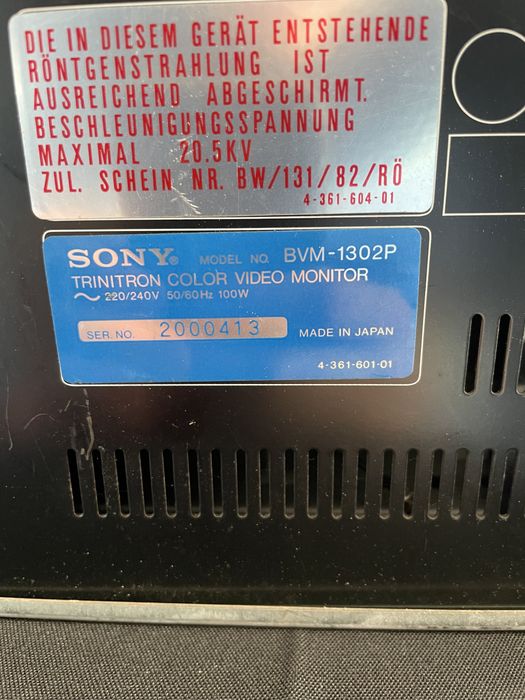 DIE IN DIESEM GERÄT ENTSTEHENDE
RÖNTGENSTRAHLUNG IST
AUSREICHEND ABGESCHIRMT.
BESCHLEUNIGUNGSSPANNUNG
MAXIMAL 20.5KV
ZUL. SCHEIN NR. BW/131/82/RÖ
4-361-604-01
SONY® MODEL NO. BVM-1302P
TRINITRON COLOR VIDEO MONITOR
~ 220/240V 50/60Hz 100W
SER. NO. 2000413 MADE IN JAPAN
4-361-601-01